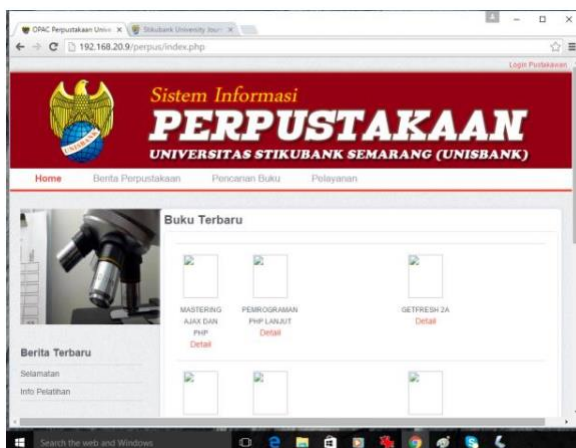 OPAC Perpustakaan Unive
Stikubank University Jour
192.168.20.9/perpus/index.php
Login Pustakawan
Sistem Informasi
PERPUSTAKAAN
UNIVERSITAS STIKUBANK SEMARANG (UNISBANK)
UNISBANK
Home Berita Perpustakaan Pencarian Buku Pelayanan
Buku Terbaru
MASTERING AJAX DAN PHP
Detail
PEMROGRAMAN PHP LANJUT
Detail
GETFRESH 2A
Detail
Berita Terbaru
Selamatan
Info Pelatihan
Search the web and Windows